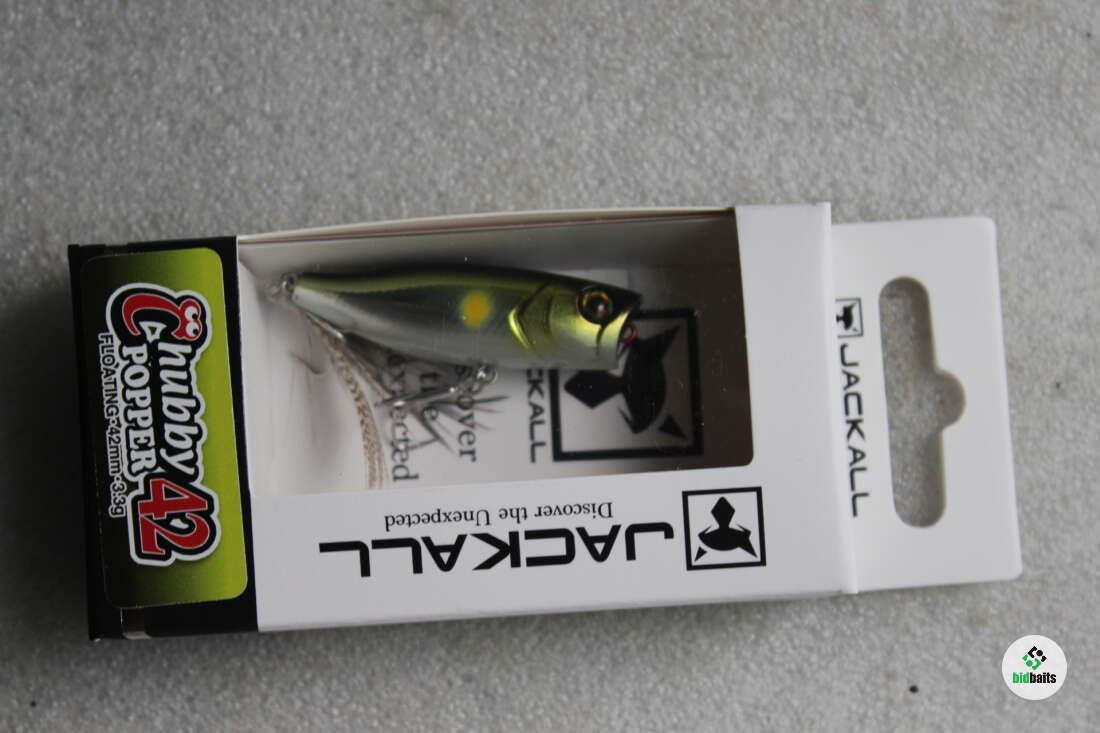 Chubby
POPPER 42
FLOATING·42mm·3.3g
JACKALL
Discover the Unexpected
JACKALL
JACKALL
bidbaits